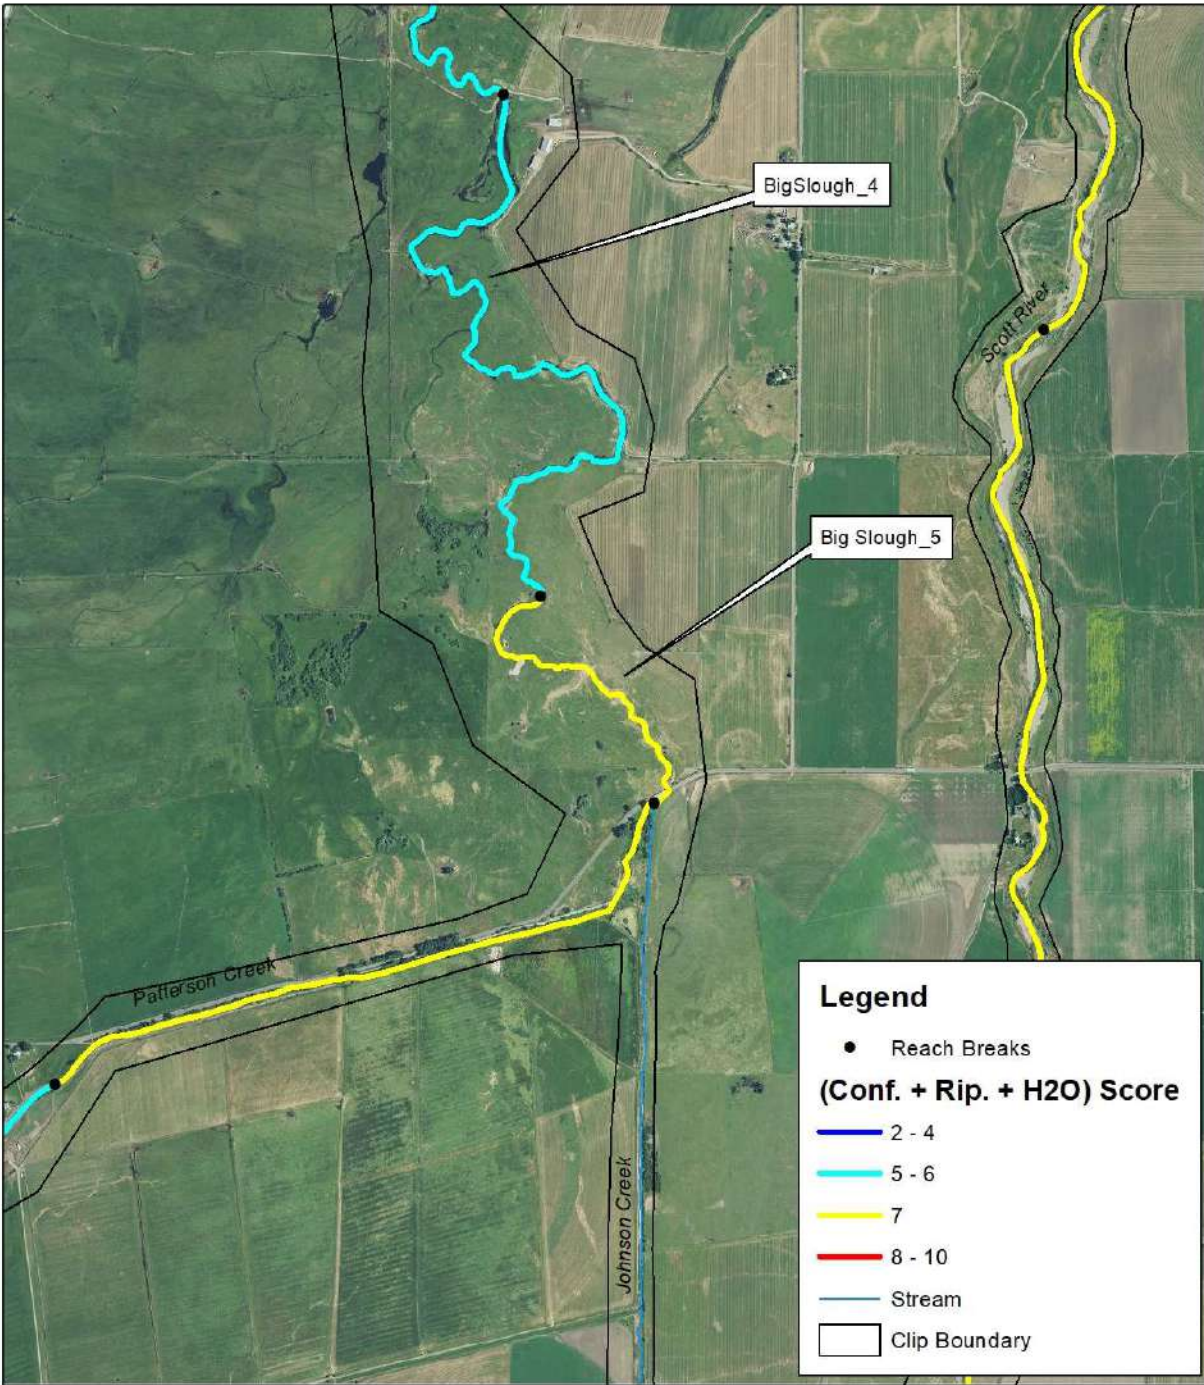 BigSlough_4
Scott River
Big Slough_5
Patterson Creek
Johnson Creek
Legend
Reach Breaks
(Conf. + Rip. + H2O) Score
2 - 4
5 - 6
7
8 - 10
Stream
Clip Boundary